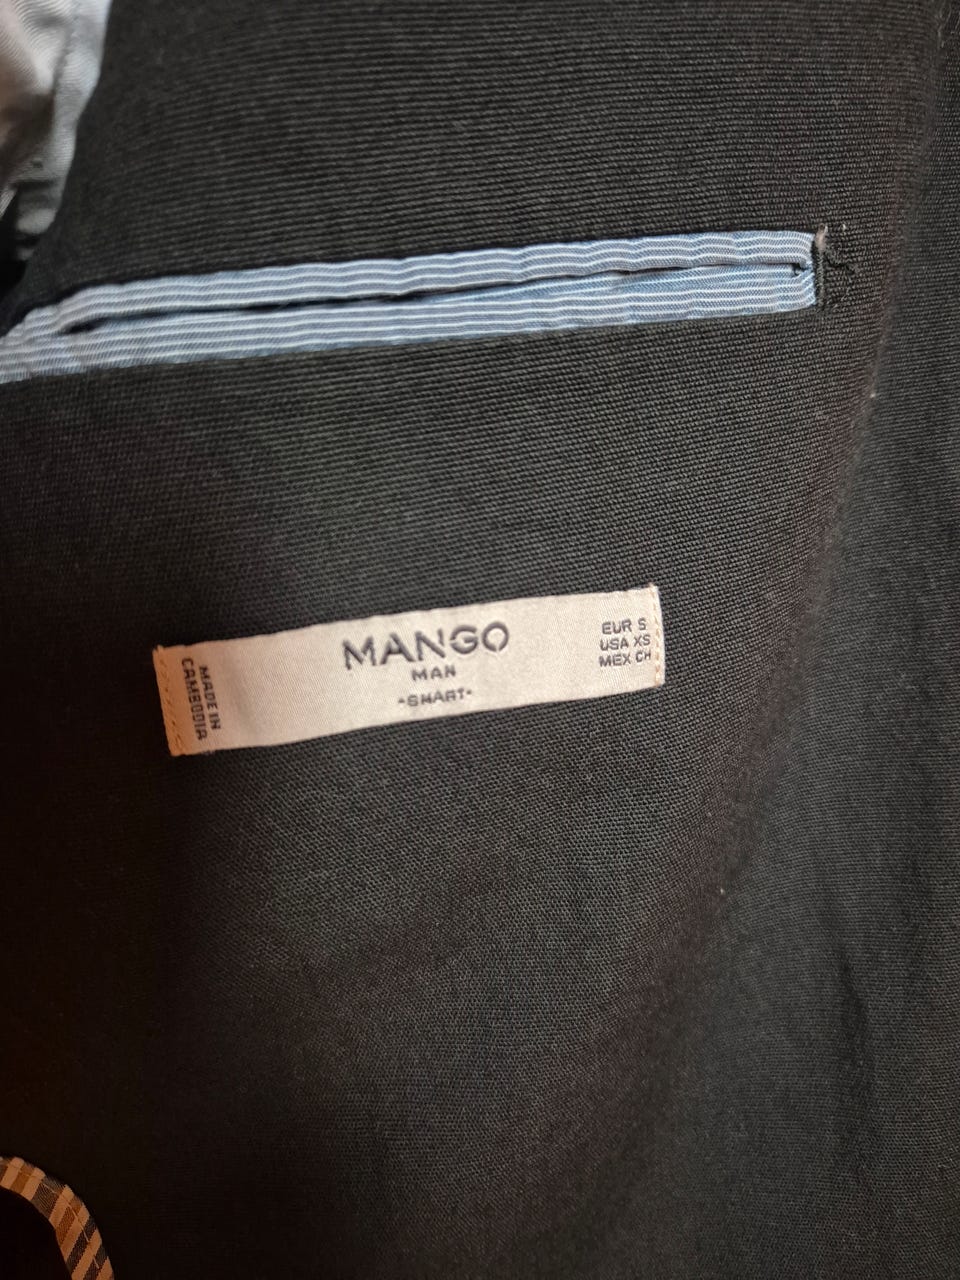 MANGO
MAN
-SMART-
EUR S
USA XS
MEX CH
MADE IN
CAMBODIA